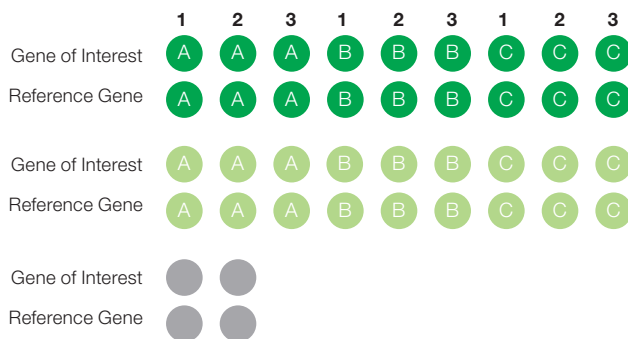 1 2 3 1 2 3 1 2 3
Gene of Interest A A A B B B C C C
Reference Gene A A A B B B C C C
Gene of Interest A A A B B B C C C
Reference Gene A A A B B B C C C
Gene of Interest
Reference Gene